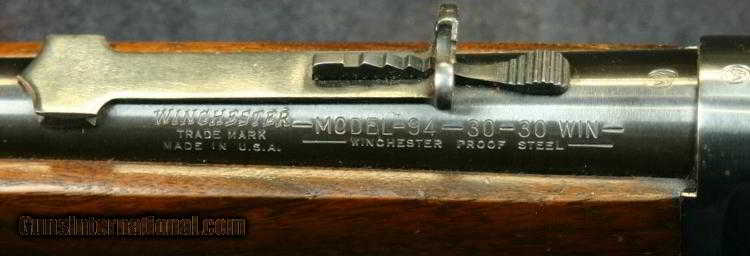 WINCHESTER
TRADE MARK
MADE IN U.S.A.
—MODEL—94—30—30 WIN—
—WINCHESTER PROOF STEEL—
GunsInternational.com